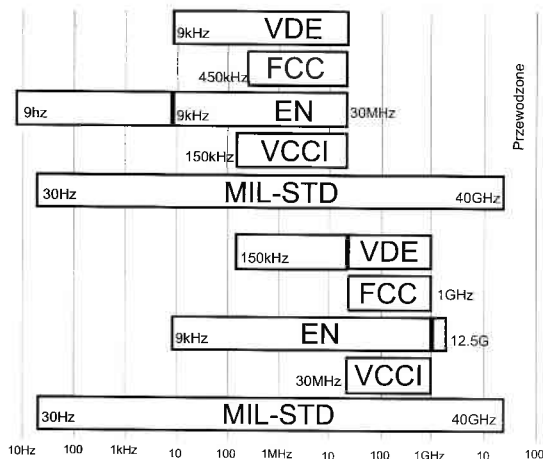 9kHz VDE
450kHz FCC
9hz 9kHz EN 30MHz
150kHz VCCI
30Hz MIL-STD 40GHz
Przewodzone
150kHz VDE
FCC 1GHz
9kHz EN 12.5G
30MHz VCCI
30Hz MIL-STD 40GHz
10Hz 100 1kHz 10 100 1MHz 10 100 1GHz 10 100